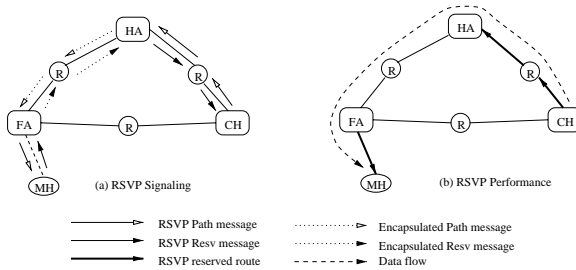 HA
R
R
FA
R
CH
MH
(a) RSVP Signaling
HA
R
R
FA
R
CH
MH
(b) RSVP Performance
RSVP Path message
RSVP Resv message
RSVP reserved route
Encapsulated Path message
Encapsulated Resv message
Data flow